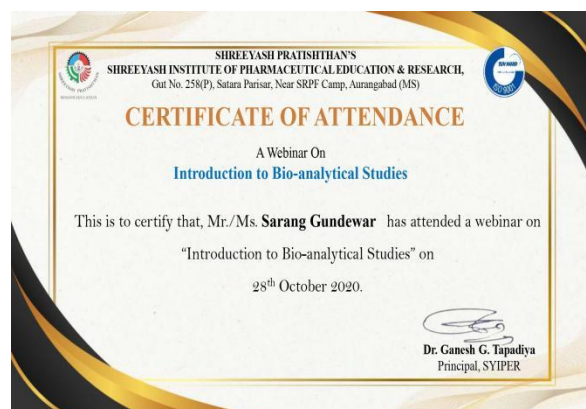 SHREEYASH PRATISHTHAN'S
SHREEYASH INSTITUTE OF PHARMACEUTICAL EDUCATION & RESEARCH,
Gut No. 258(P), Satara Parisar, Near SRPF Camp, Aurangabad (MS)
CERTIFICATE OF ATTENDANCE
A Webinar On
Introduction to Bio-analytical Studies
This is to certify that, Mr./Ms. Sarang Gundewar has attended a webinar on
"Introduction to Bio-analytical Studies" on
28th October 2020.
Dr. Ganesh G. Tapadiya
Principal, SYIPER
ISO 9001